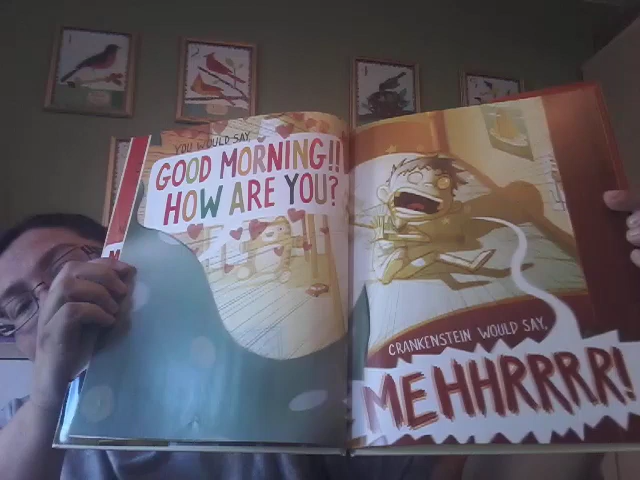 YOU WOULD SAY,
GOOD MORNING!!
HOW ARE YOU?
CRANKENSTEIN WOULD SAY,
MEHHRRRR!